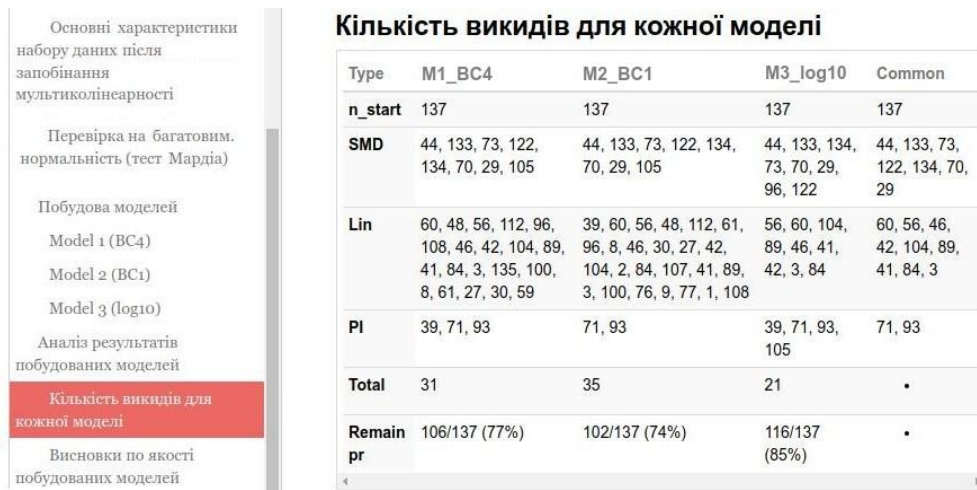 Основні характеристики
набору даних після
запобінання
мультиколінеарності
Перевірка на багатовим.
нормальність (тест Мардіа)
Побудова моделей
Model 1 (BC4)
Model 2 (BC1)
Model 3 (log10)
Аналіз результатів
побудованих моделей
Кількість викидів для
кожної моделі
Висновки по якості
побудованих моделей
Кількість викидів для кожної моделі
Type M1_BC4 M2_BC1 M3_log10 Common
n_start 137 137 137 137
SMD 44, 133, 73, 122, 44, 133, 73, 122, 134, 44, 133, 134, 44, 133, 73,
134, 70, 29, 105 70, 29, 105 73, 70, 29, 122, 134, 70,
96, 122 29
Lin 60, 48, 56, 112, 96, 39, 60, 56, 48, 112, 61, 56, 60, 104, 60, 56, 46,
108, 46, 42, 104, 89, 96, 8, 46, 30, 27, 42, 89, 46, 41, 42, 104, 89,
41, 84, 3, 135, 100, 104, 2, 84, 107, 41, 89, 42, 3, 84 41, 84, 3
8, 61, 27, 30, 59 3, 100, 76, 9, 77, 1, 108
PI 39, 71, 93 71, 93 39, 71, 93, 71, 93
105
Total 31 35 21 •
Remain 106/137 (77%) 102/137 (74%) 116/137 •
pr (85%)